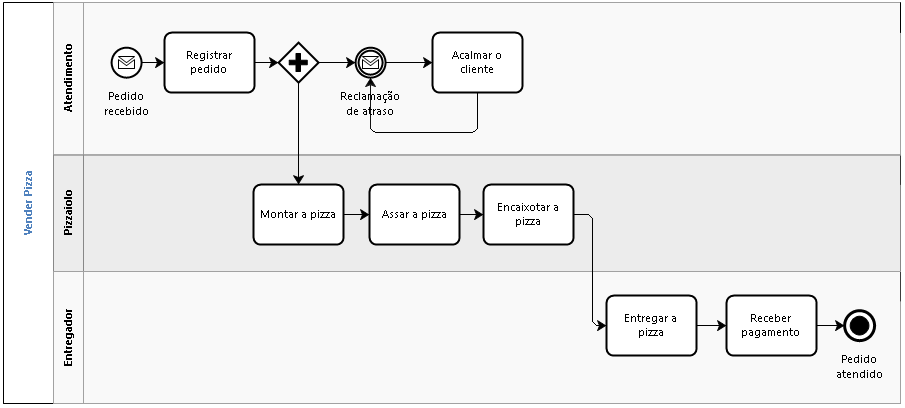 Vender Pizza
Atendimento
Pedido
recebido
Registrar
pedido
Reclamação
de atraso
Acalmar o
cliente
Pizzaiolo
Montar a pizza
Assar a pizza
Encaixotar a
pizza
Entregador
Entregar a
pizza
Receber
pagamento
Pedido
atendido